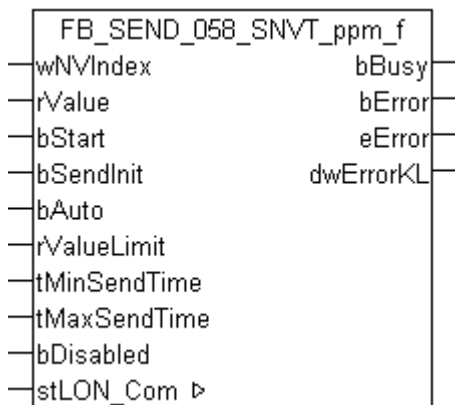 FB_SEND_058_SNVT_ppm_f
wNVIndex bBusy
rValue bError
bStart eError
bSendInit dwErrorKL
bAuto
rValueLimit
tMinSendTime
tMaxSendTime
bDisabled
stLON_Com ▷